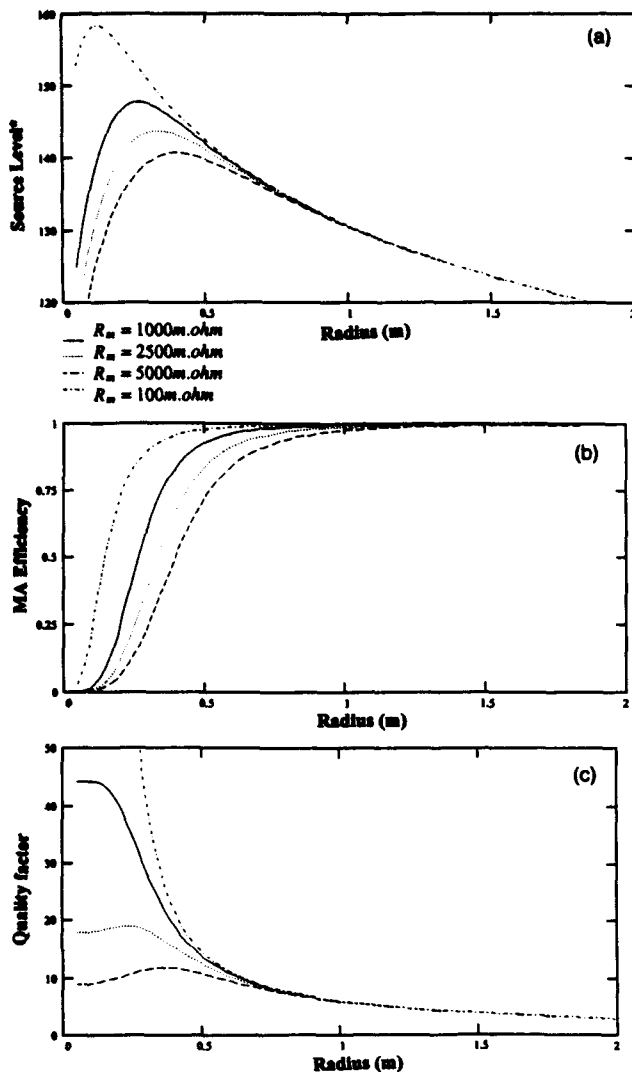 (a)
160
150
140
130
120
Source Level*
0 0.5 1 1.5 2
Radius (m)
R_m = 1000m.ohm
R_m = 2500m.ohm
R_m = 5000m.ohm
R_m = 100m.ohm
(b)
1
0.75
0.5
0.25
0
MA Efficiency
0 0.5 1 1.5 2
Radius (m)
(c)
50
40
30
20
10
0
Quality factor
0 0.5 1 1.5 2
Radius (m)